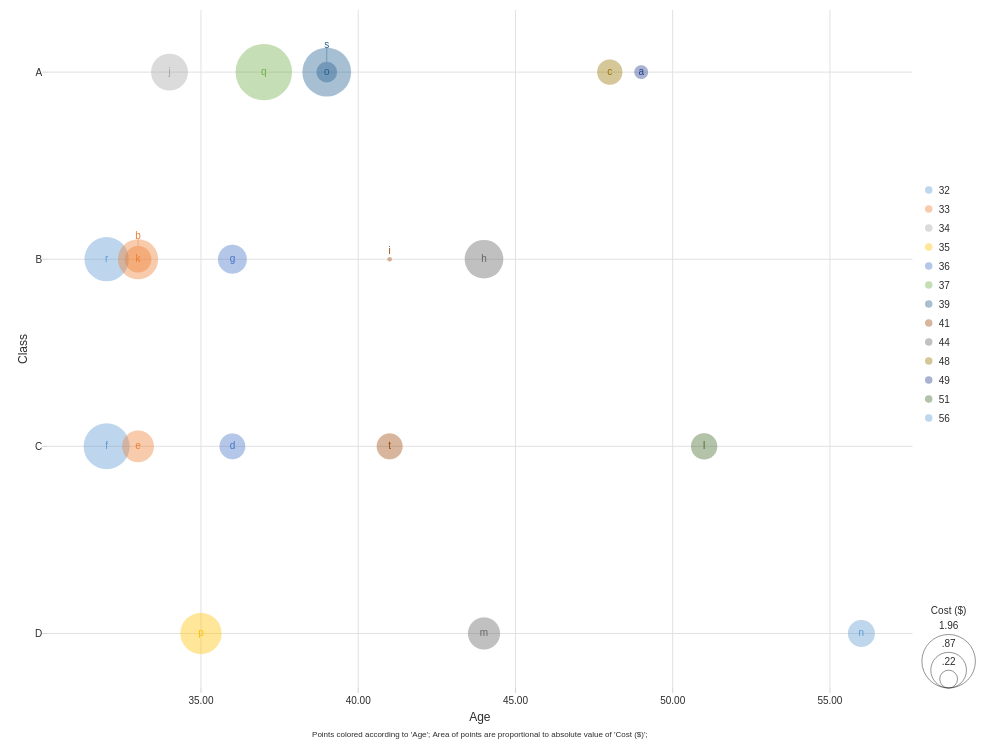 s
A
j
q
o
c
a
b
B
r
k
g
i
h
C
f
e
d
t
l
D
p
m
n
Class
35.00
40.00
45.00
50.00
55.00
Age
Points colored according to 'Age'; Area of points are proportional to absolute value of 'Cost ($)';
32
33
34
35
36
37
39
41
44
48
49
51
56
Cost ($)
1.96
.87
.22